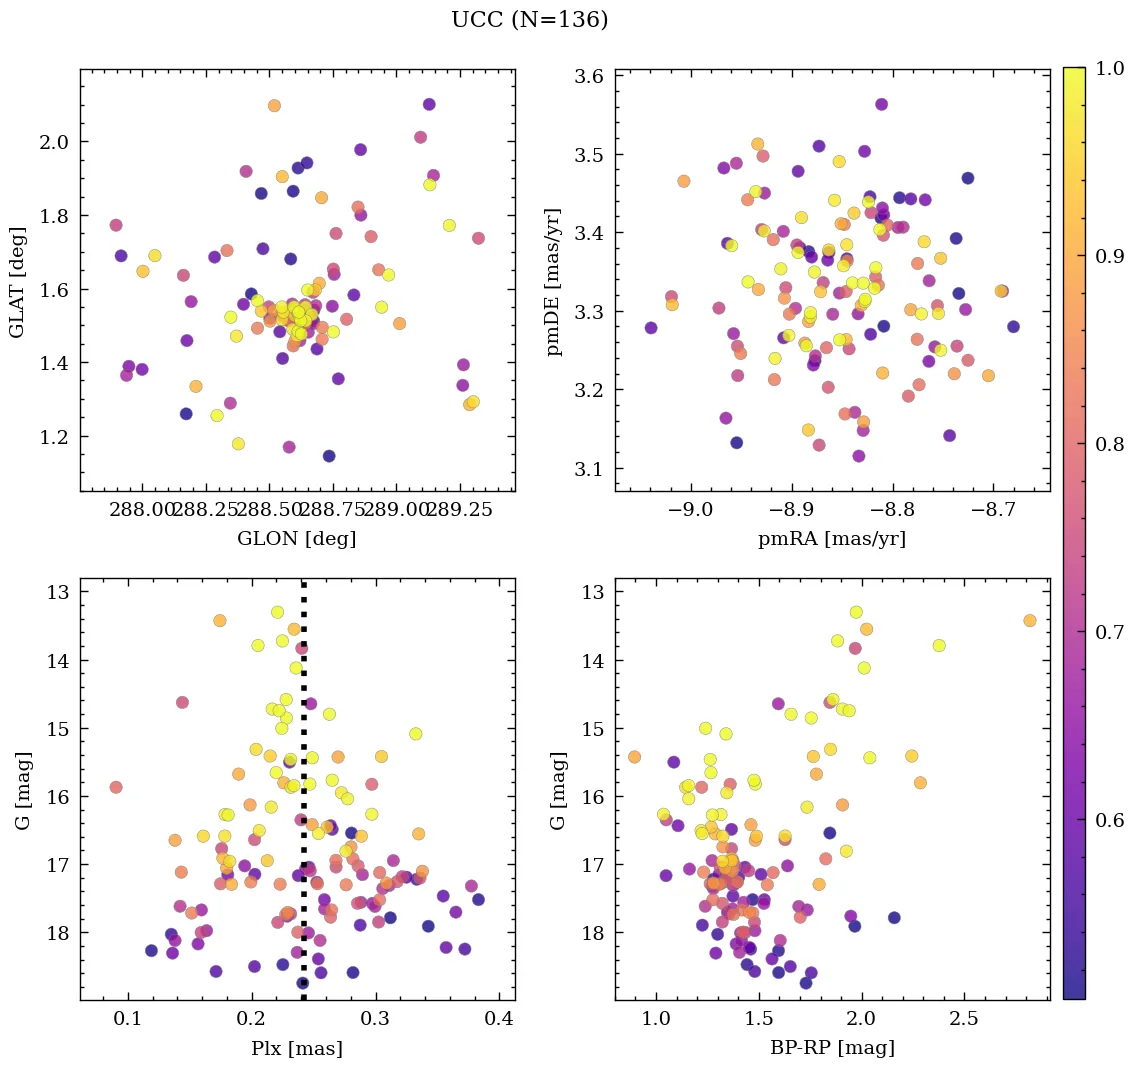 UCC (N=136)
2.0
1.8
1.6
1.4
1.2
GLAT [deg]
288.00 288.25 288.50 288.75 289.00 289.25
GLON [deg]
3.6
3.5
3.4
3.3
3.2
3.1
pmDE [mas/yr]
−9.0 −8.9 −8.8 −8.7
pmRA [mas/yr]
1.0
0.9
0.8
0.7
0.6
13
14
15
16
17
18
G [mag]
0.1 0.2 0.3 0.4
Plx [mas]
13
14
15
16
17
18
G [mag]
1.0 1.5 2.0 2.5
BP-RP [mag]